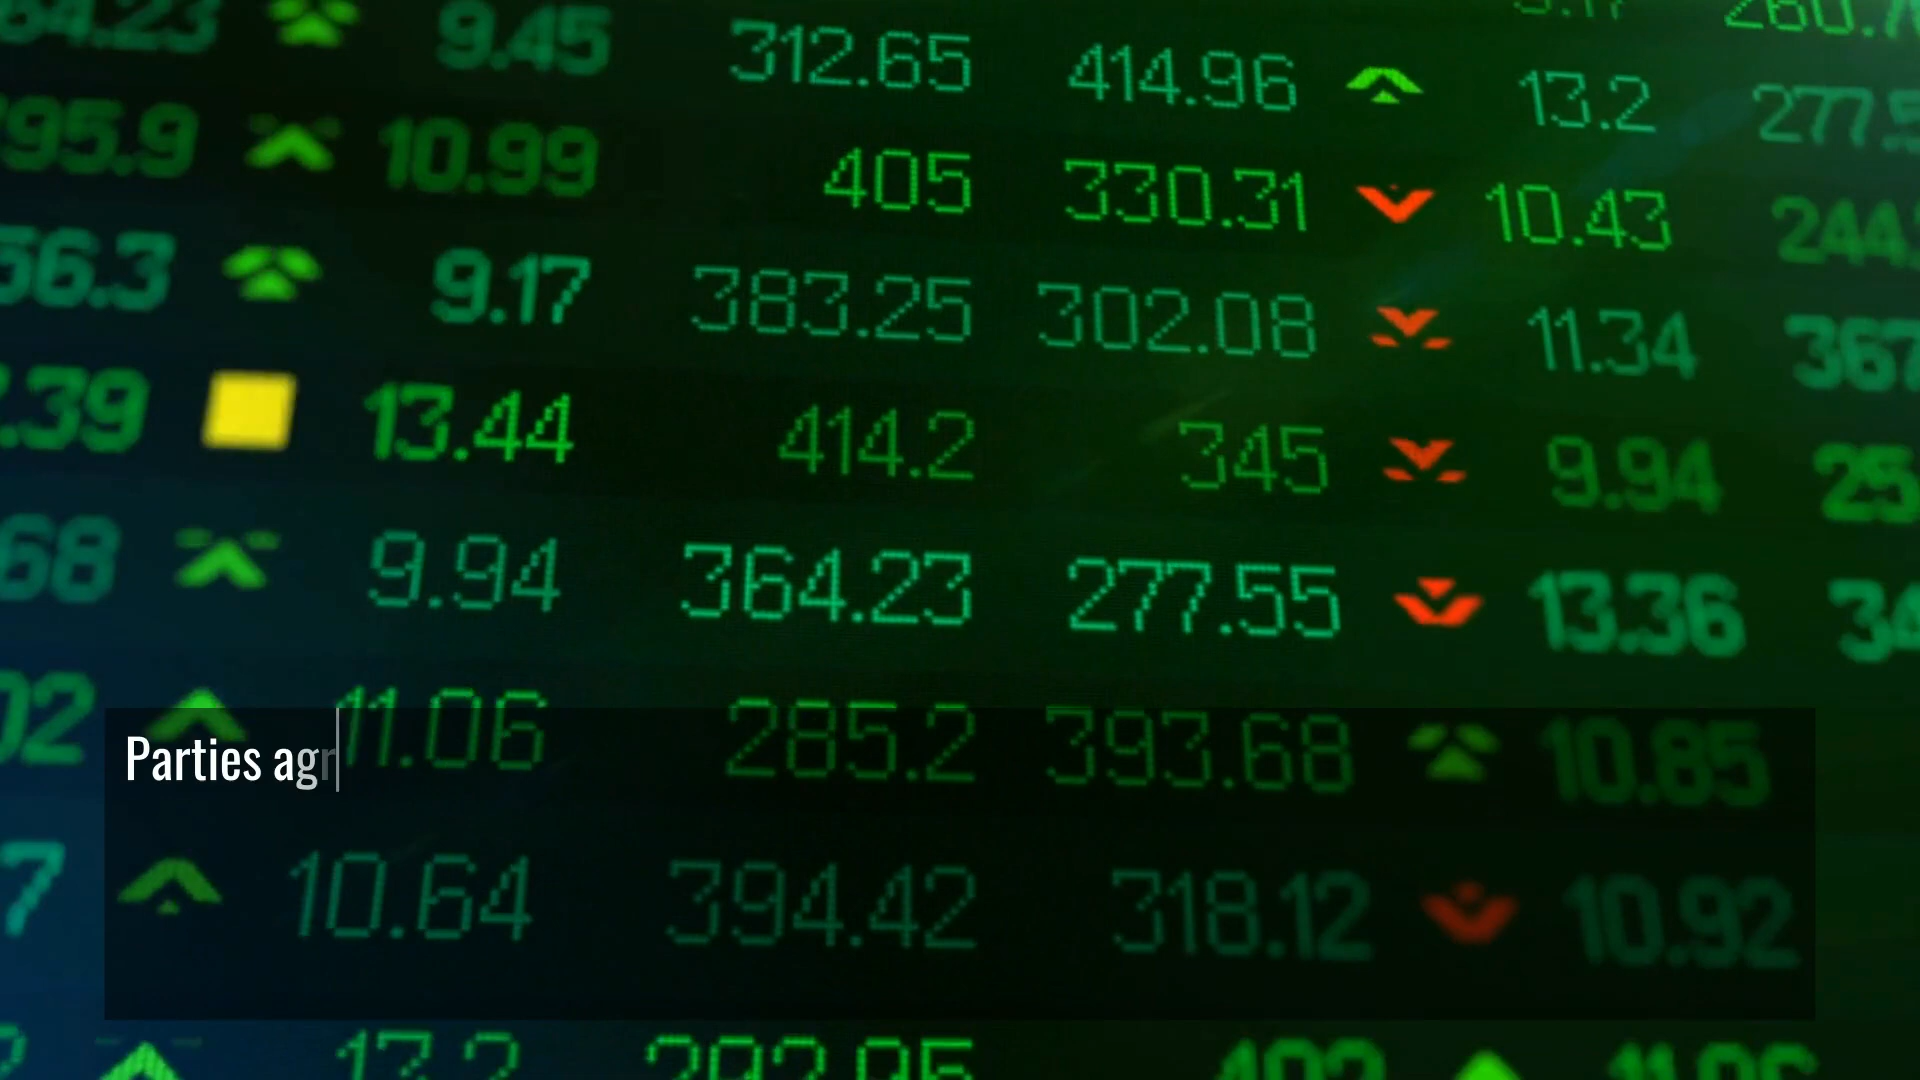 9.45 312.65 414.96 13.2
10.99 405 330.31 10.43
9.17 383.25 302.08 11.34
13.44 414.2 345 9.94
9.94 364.23 277.55 13.36
11.06 285.2 393.68 10.85
Parties agr
10.64 394.42 318.12 10.92